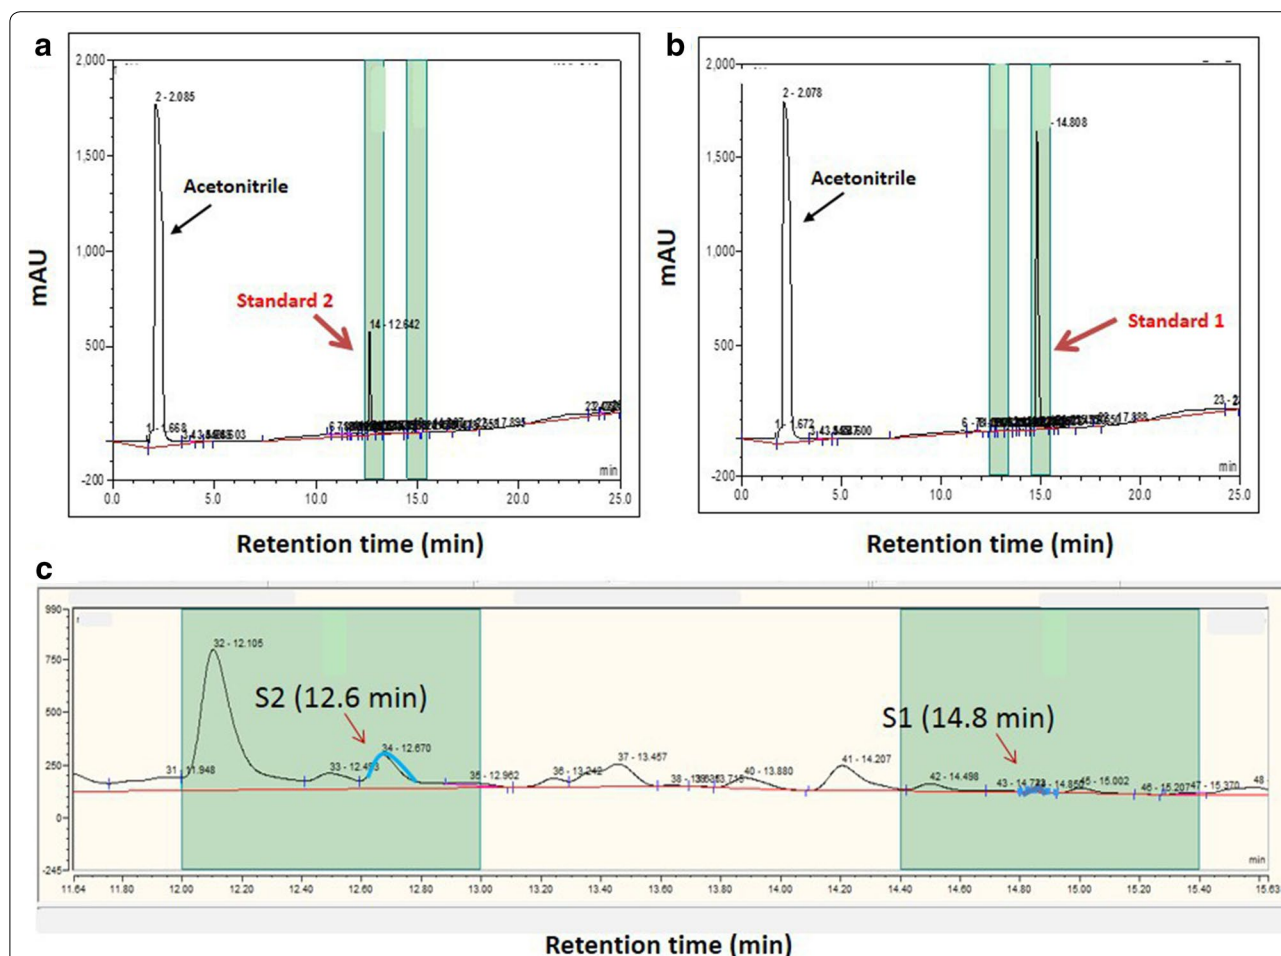 a
2,000
2 - 2.085
1,500
Acetonitrile
1,000
mAU
Standard 2
14 - 12.642
500
min
-200
0.0 5.0 10.0 15.0 20.0 25.0
Retention time (min)
b
2,000
2 - 2.078
- 14.808
1,500
Acetonitrile
1,000
mAU
Standard 1
500
min
-200
0.0 5.0 10.0 15.0 20.0 25.0
Retention time (min)
c
990
32 - 12.105
750
S2 (12.6 min)
S1 (14.8 min)
500
34 - 12.670
37 - 13.457
41 - 14.207
250
31 11.948
35 - 12.962
36 - 13.242
40 - 13.880
42 - 14.498
45 - 15.002
47 - 15.370
48 -
0
min
-245
11.64 11.80 12.00 12.20 12.40 12.60 12.80 13.00 13.20 13.40 13.60 13.80 14.00 14.20 14.40 14.60 14.80 15.00 15.20 15.40 15.63
Retention time (min)